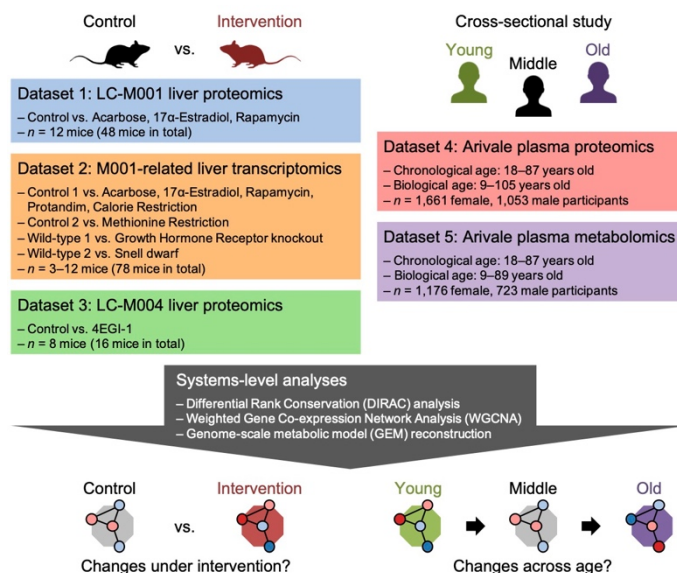 Control
Intervention
vs.
Dataset 1: LC-M001 liver proteomics
– Control vs. Acarbose, 17α-Estradiol, Rapamycin
– n = 12 mice (48 mice in total)
Dataset 2: M001-related liver transcriptomics
– Control 1 vs. Acarbose, 17α-Estradiol, Rapamycin,
Protandim, Calorie Restriction
– Control 2 vs. Methionine Restriction
– Wild-type 1 vs. Growth Hormone Receptor knockout
– Wild-type 2 vs. Snell dwarf
– n = 3–12 mice (78 mice in total)
Dataset 3: LC-M004 liver proteomics
– Control vs. 4EGI-1
– n = 8 mice (16 mice in total)
Cross-sectional study
Young
Middle
Old
Dataset 4: Arivale plasma proteomics
– Chronological age: 18–87 years old
– Biological age: 9–105 years old
– n = 1,661 female, 1,053 male participants
Dataset 5: Arivale plasma metabolomics
– Chronological age: 18–87 years old
– Biological age: 9–89 years old
– n = 1,176 female, 723 male participants
Systems-level analyses
– Differential Rank Conservation (DIRAC) analysis
– Weighted Gene Co-expression Network Analysis (WGCNA)
– Genome-scale metabolic model (GEM) reconstruction
Control
Intervention
vs.
Changes under intervention?
Young
Middle
Old
Changes across age?